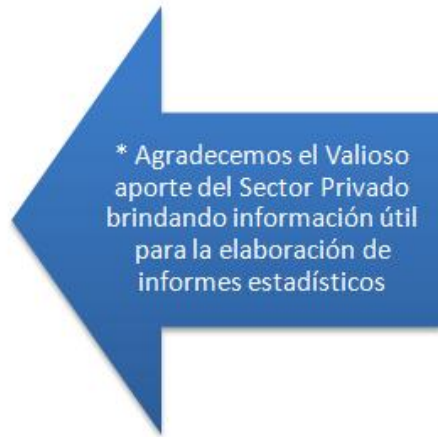 * Agradecemos el Valioso
aporte del Sector Privado
brindando información útil
para la elaboración de
informes estadísticos